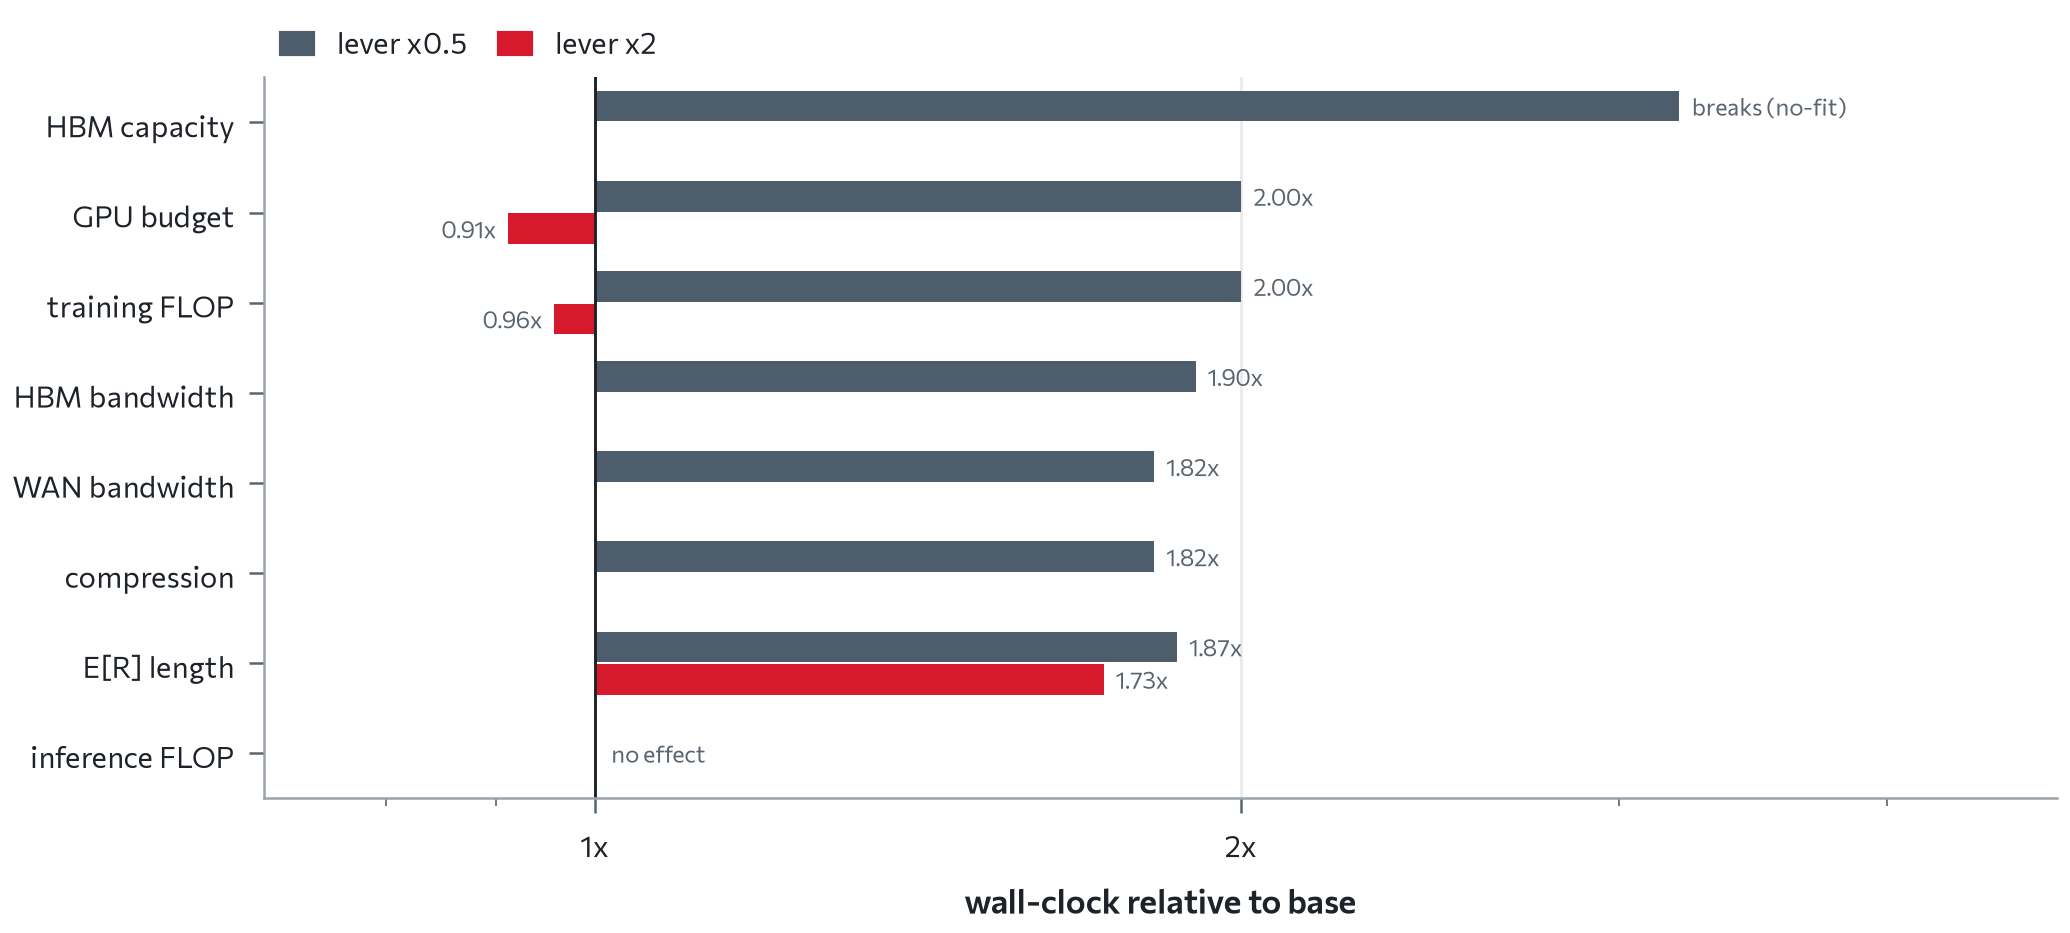 lever x0.5 lever x2
HBM capacity
breaks (no-fit)
GPU budget
2.00x
0.91x
training FLOP
2.00x
0.96x
HBM bandwidth
1.90x
WAN bandwidth
1.82x
compression
1.82x
E[R] length
1.87x
1.73x
inference FLOP
no effect
1x 2x
wall-clock relative to base